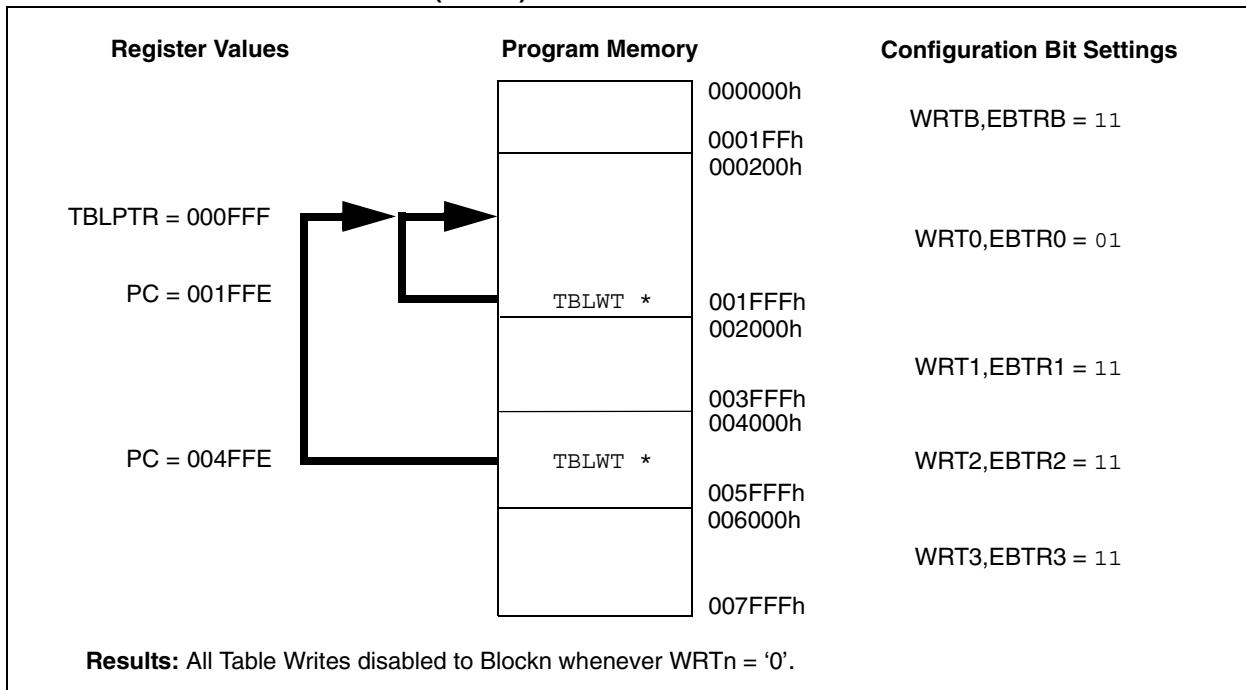 Register Values Program Memory Configuration Bit Settings
000000h
WRTB,EBTRB = 11
0001FFh
000200h
TBLPTR = 000FFF
WRT0,EBTR0 = 01
PC = 001FFE
TBLWT *
001FFFh
002000h
WRT1,EBTR1 = 11
003FFFh
004000h
PC = 004FFE
TBLWT *
WRT2,EBTR2 = 11
005FFFh
006000h
WRT3,EBTR3 = 11
007FFFh
Results: All Table Writes disabled to Blockn whenever WRTn = ‘0’.